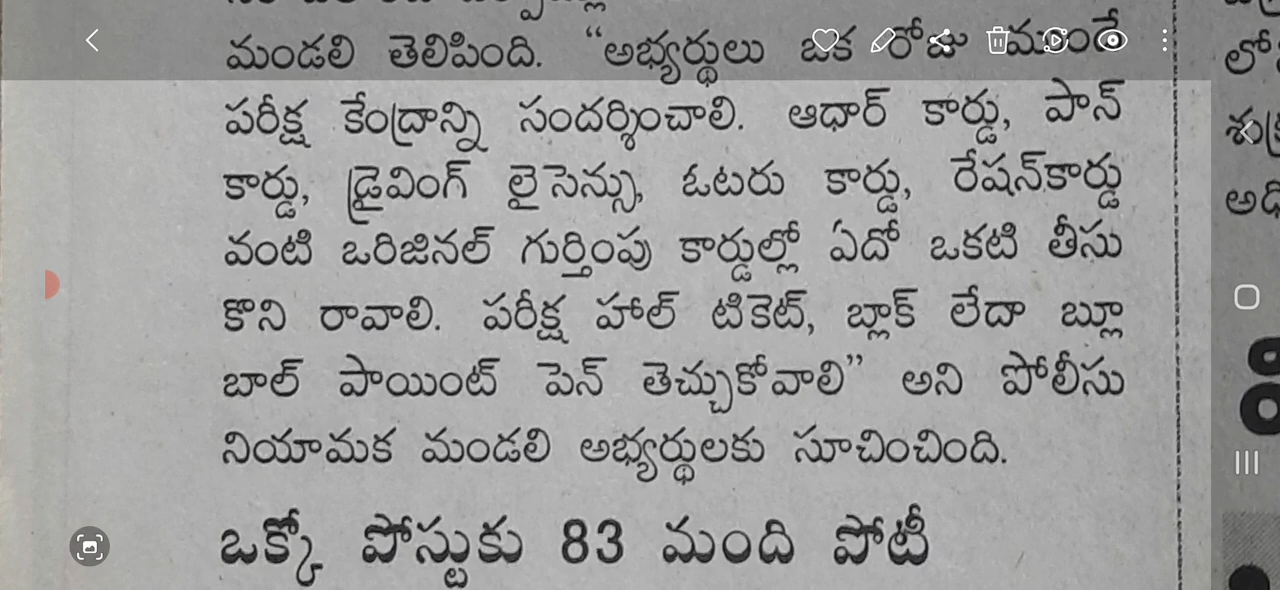 మండలి తెలిపింది. “అభ్యర్థులు ఒక రోజు ముందే
పరీక్ష కేంద్రాన్ని సందర్శించాలి. ఆధార్ కార్డు, పాన్
కార్డు, డ్రైవింగ్ లైసెన్సు, ఓటరు కార్డు, రేషన్‌కార్డు
వంటి ఒరిజినల్ గుర్తింపు కార్డుల్లో ఏదో ఒకటి తీసు
కొని రావాలి. పరీక్ష హాల్ టికెట్, బ్లాక్ లేదా బ్లూ
బాల్ పాయింట్ పెన్ తెచ్చుకోవాలి” అని పోలీసు
నియామక మండలి అభ్యర్థులకు సూచించింది.
ఒక్కో పోస్టుకు 83 మంది పోటీ